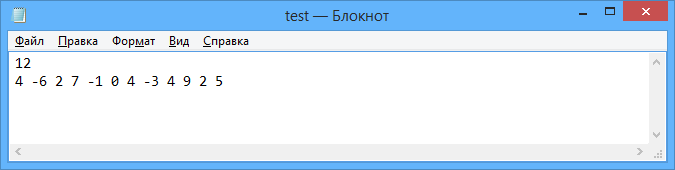 test — Блокнот
Файл Правка Формат Вид Справка
12
4 -6 2 7 -1 0 4 -3 4 9 2 5